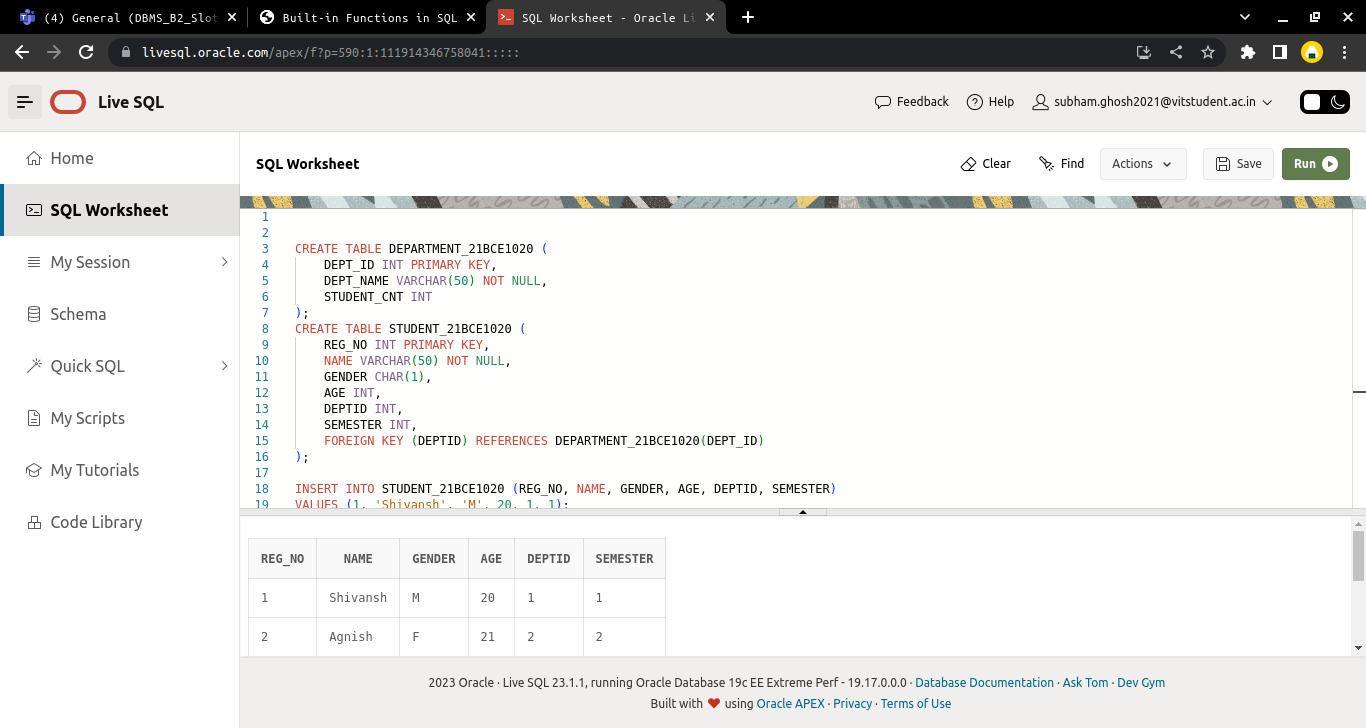 (4) General (DBMS_B2_Slot
Built-in Functions in SQL
SQL Worksheet - Oracle Li
livesql.oracle.com/apex/f?p=590:1:111914346758041:::::
Live SQL
Feedback
Help
subham.ghosh2021@vitstudent.ac.in
Home
SQL Worksheet
My Session
Schema
Quick SQL
My Scripts
My Tutorials
Code Library
SQL Worksheet
Clear
Find
Actions
Save
Run
1
2
3 CREATE TABLE DEPARTMENT_21BCE1020 (
4 DEPT_ID INT PRIMARY KEY,
5 DEPT_NAME VARCHAR(50) NOT NULL,
6 STUDENT_CNT INT
7 );
8 CREATE TABLE STUDENT_21BCE1020 (
9 REG_NO INT PRIMARY KEY,
10 NAME VARCHAR(50) NOT NULL,
11 GENDER CHAR(1),
12 AGE INT,
13 DEPTID INT,
14 SEMESTER INT,
15 FOREIGN KEY (DEPTID) REFERENCES DEPARTMENT_21BCE1020(DEPT_ID)
16 );
17
18 INSERT INTO STUDENT_21BCE1020 (REG_NO, NAME, GENDER, AGE, DEPTID, SEMESTER)
19 VALUES (1, 'Shivansh', 'M', 20, 1, 1);
REG_NO NAME GENDER AGE DEPTID SEMESTER
1 Shivansh M 20 1 1
2 Agnish F 21 2 2
2023 Oracle · Live SQL 23.1.1, running Oracle Database 19c EE Extreme Perf - 19.17.0.0.0 · Database Documentation · Ask Tom · Dev Gym
Built with ❤ using Oracle APEX · Privacy · Terms of Use